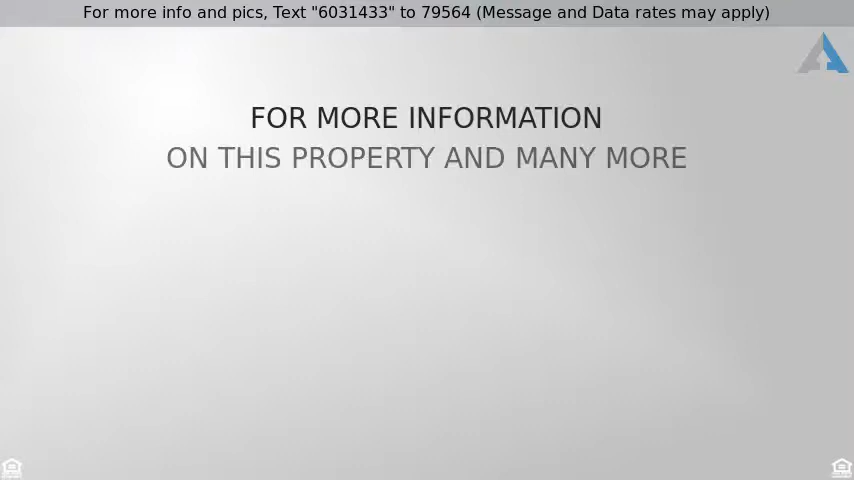 For more info and pics, Text "6031433" to 79564 (Message and Data rates may apply)
FOR MORE INFORMATION
ON THIS PROPERTY AND MANY MORE